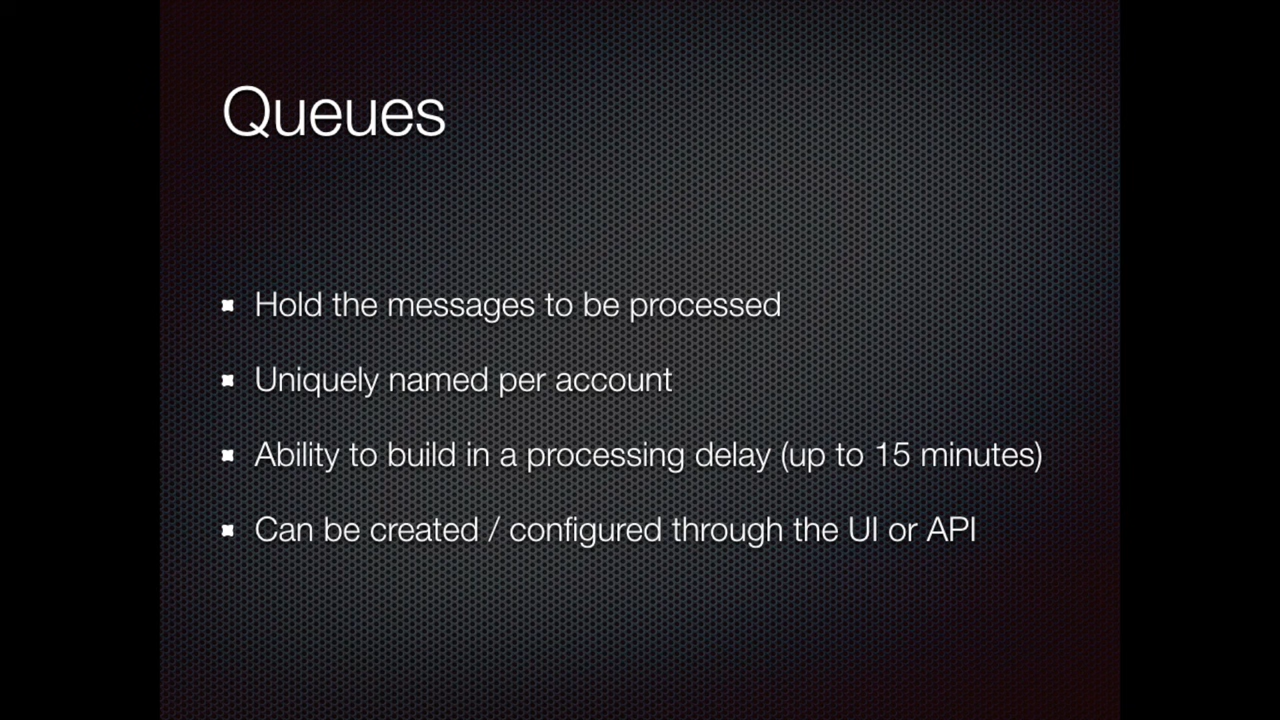 Queues
Hold the messages to be processed
Uniquely named per account
Ability to build in a processing delay (up to 15 minutes)
Can be created / configured through the UI or API